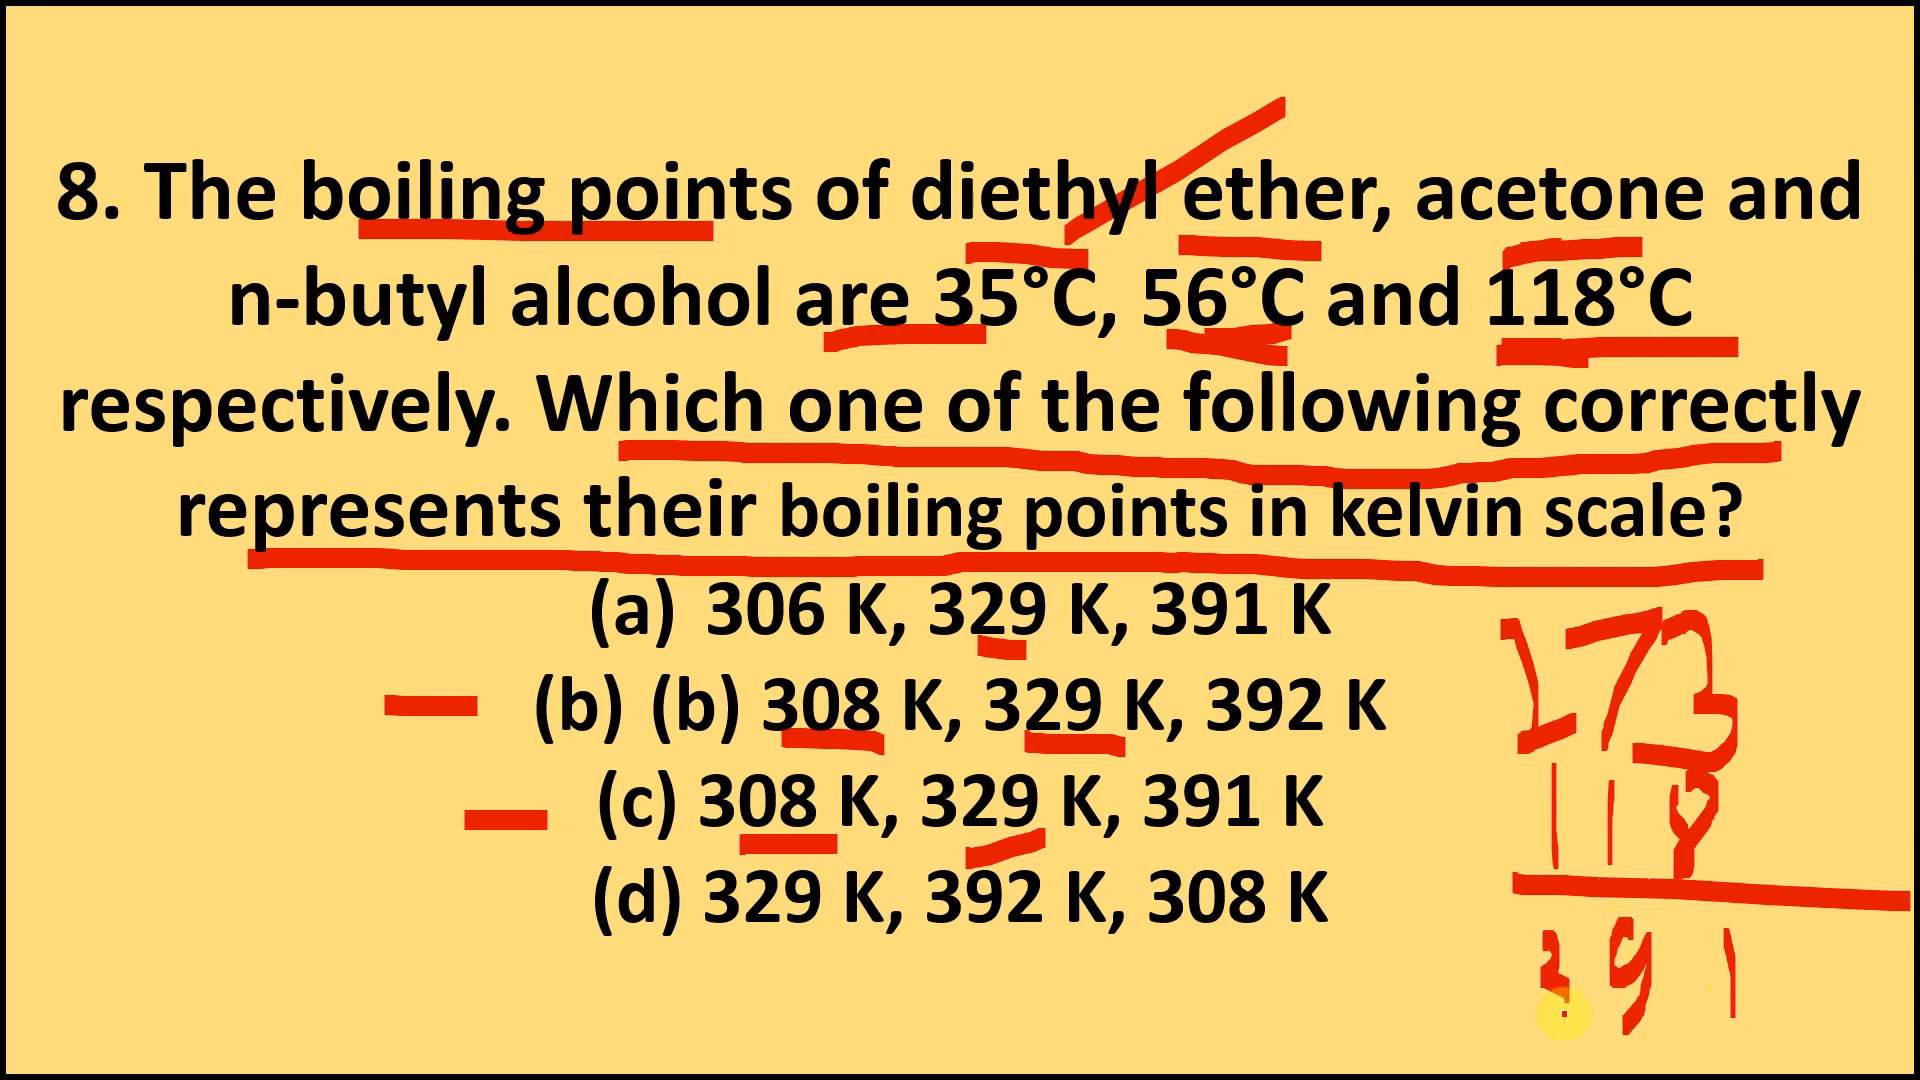 8. The boiling points of diethyl ether, acetone and
n-butyl alcohol are 35°C, 56°C and 118°C
respectively. Which one of the following correctly
represents their boiling points in kelvin scale?
(a) 306 K, 329 K, 391 K
(b) (b) 308 K, 329 K, 392 K
(c) 308 K, 329 K, 391 K
(d) 329 K, 392 K, 308 K
273
118
391